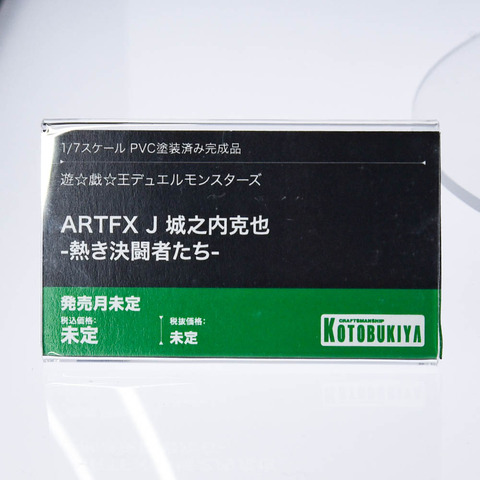 1/7スケール PVC塗装済み完成品
遊☆戯☆王デュエルモンスターズ
ARTFX J 城之内克也
-熱き決闘者たち-
発売月未定
税込価格:
未定
税抜価格:
未定
CRAFTSMANSHIP
KOTOBUKIYA